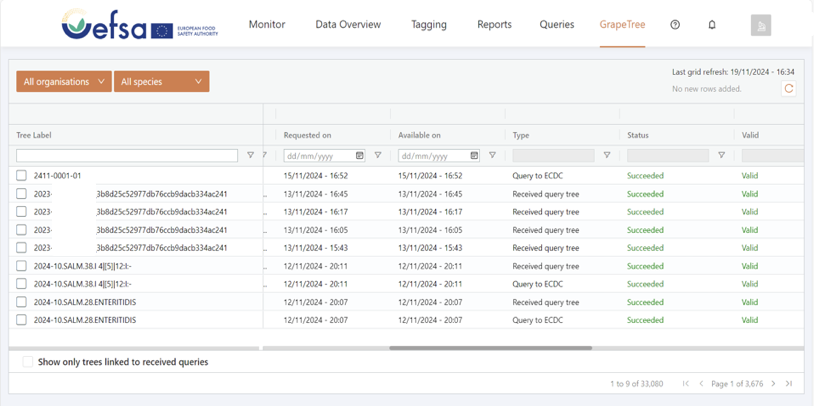 efsa EUROPEAN FOOD SAFETY AUTHORITY
Monitor Data Overview Tagging Reports Queries GrapeTree
All organisations All species
Last grid refresh: 19/11/2024 - 16:34
No new rows added.
Tree Label Requested on Available on Type Status Valid
dd/mm/yyyy dd/mm/yyyy
2411-0001-01 15/11/2024 - 16:52 15/11/2024 - 16:52 Query to ECDC Succeeded Valid
2023- 3b8d25c52977db76ccb9dacb334ac241 ... 13/11/2024 - 16:45 13/11/2024 - 16:45 Received query tree Succeeded Valid
2023- 3b8d25c52977db76ccb9dacb334ac241 ... 13/11/2024 - 16:17 13/11/2024 - 16:17 Received query tree Succeeded Valid
2023- 3b8d25c52977db76ccb9dacb334ac241 ... 13/11/2024 - 16:05 13/11/2024 - 16:05 Received query tree Succeeded Valid
2023- 3b8d25c52977db76ccb9dacb334ac241 ... 13/11/2024 - 15:43 13/11/2024 - 15:43 Received query tree Succeeded Valid
2024-10.SALM.38.I 4|[5]|12:I:- ... 12/11/2024 - 20:11 12/11/2024 - 20:11 Received query tree Succeeded Valid
2024-10.SALM.38.I 4|[5]|12:I:- ... 12/11/2024 - 20:11 12/11/2024 - 20:11 Query to ECDC Succeeded Valid
2024-10.SALM.28.ENTERITIDIS 12/11/2024 - 20:07 12/11/2024 - 20:07 Received query tree Succeeded Valid
2024-10.SALM.28.ENTERITIDIS 12/11/2024 - 20:07 12/11/2024 - 20:07 Query to ECDC Succeeded Valid
Show only trees linked to received queries
1 to 9 of 33,080 Page 1 of 3,676